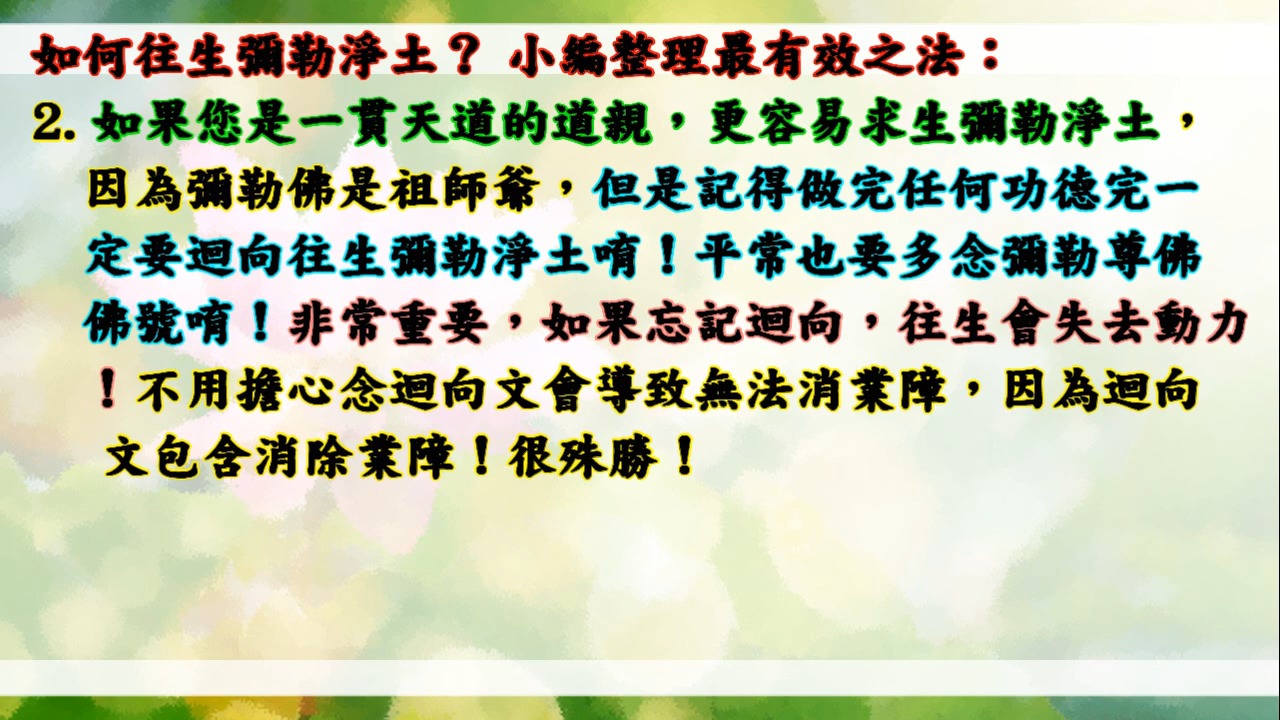 如何往生彌勒淨土？ 小編整理最有效之法：
2. 如果您是一貫天道的道親，更容易求生彌勒淨土，
因為彌勒佛是祖師爺，但是記得做完任何功德完一
定要迴向往生彌勒淨土唷！平常也要多念彌勒尊佛
佛號唷！非常重要，如果忘記迴向，往生會失去動力
！不用擔心念迴向文會導致無法消業障，因為迴向
文包含消除業障！很殊勝！